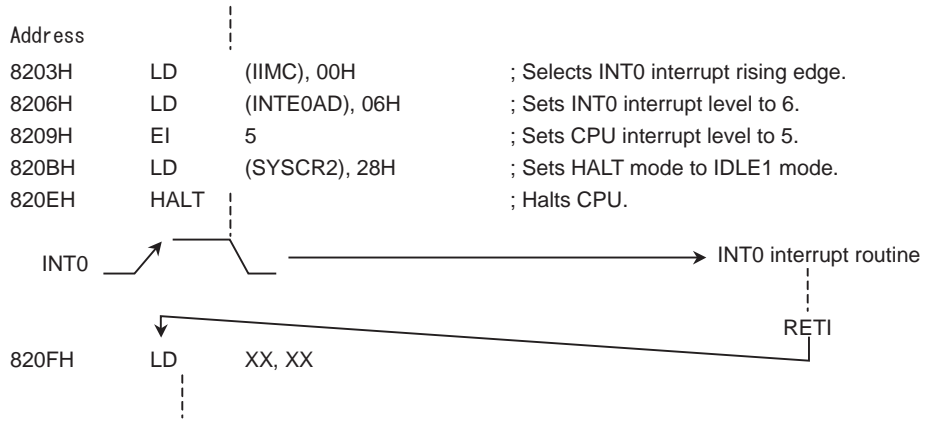 Address
8203H LD (IIMC), 00H ; Selects INT0 interrupt rising edge.
8206H LD (INTE0AD), 06H ; Sets INT0 interrupt level to 6.
8209H EI 5 ; Sets CPU interrupt level to 5.
820BH LD (SYSCR2), 28H ; Sets HALT mode to IDLE1 mode.
820EH HALT ; Halts CPU.
INT0 INT0 interrupt routine
RETI
820FH LD XX, XX